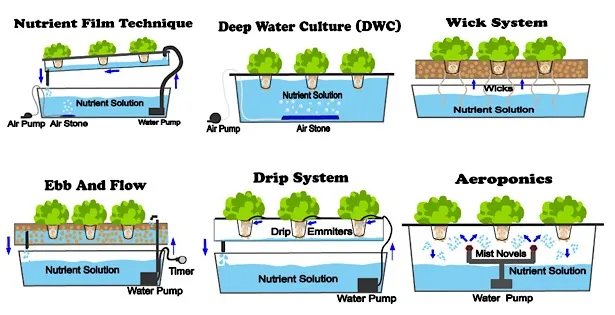 Nutrient Film Technique
Nutrient Solution
Air Pump Air Stone
Water Pump
Deep Water Culture (DWC)
Nutrient Solution
Air Pump
Air Stone
Wick System
Wicks
Nutrient Solution
Ebb And Flow
Nutrient Solution
Timer
Water Pump
Drip System
Drip Emmiters
Nutrient Solution
Water Pump
Aeroponics
Mist Novels
Nutrient Solution
Water Pump